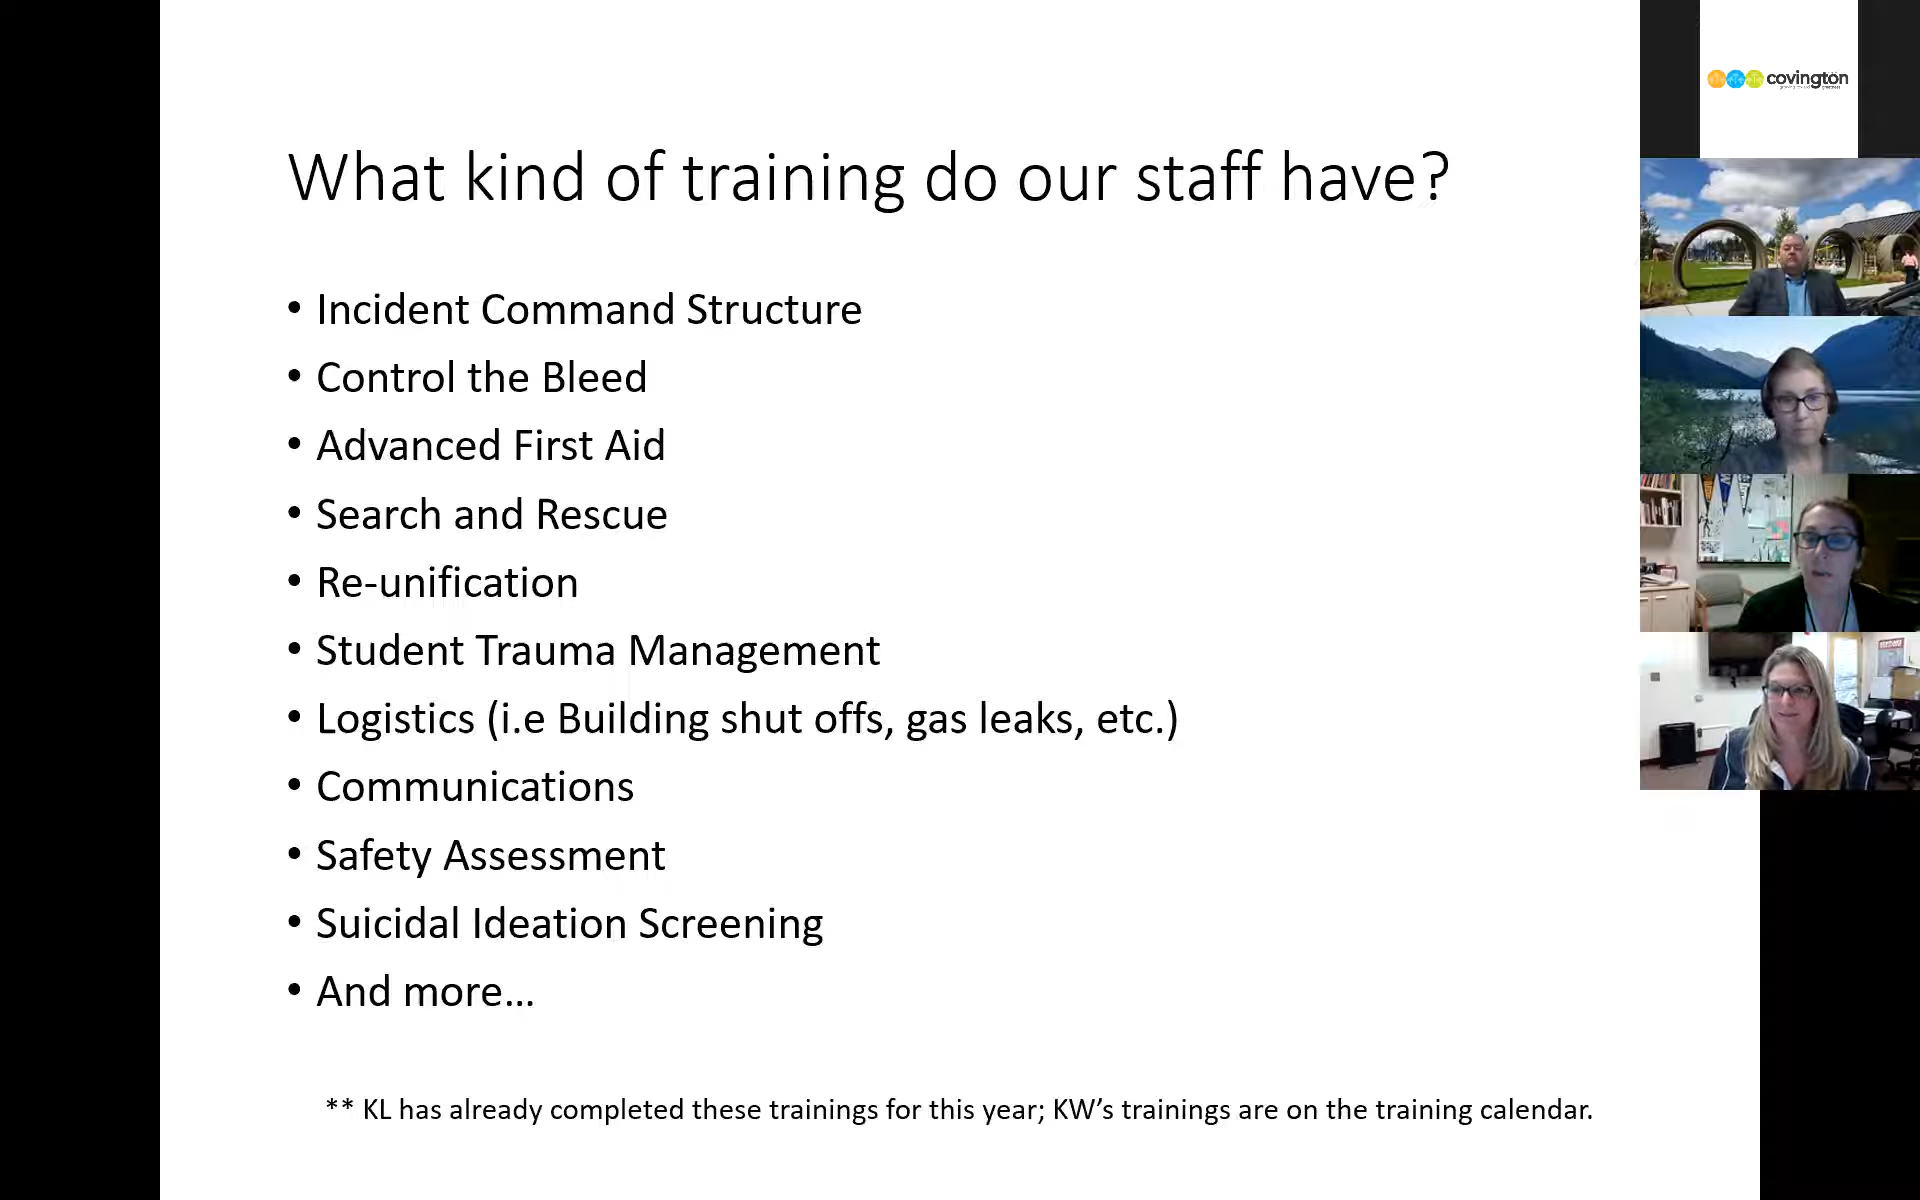 What kind of training do our staff have?
• Incident Command Structure
• Control the Bleed
• Advanced First Aid
• Search and Rescue
• Re-unification
• Student Trauma Management
• Logistics (i.e Building shut offs, gas leaks, etc.)
• Communications
• Safety Assessment
• Suicidal Ideation Screening
• And more…
** KL has already completed these trainings for this year; KW’s trainings are on the training calendar.
covington